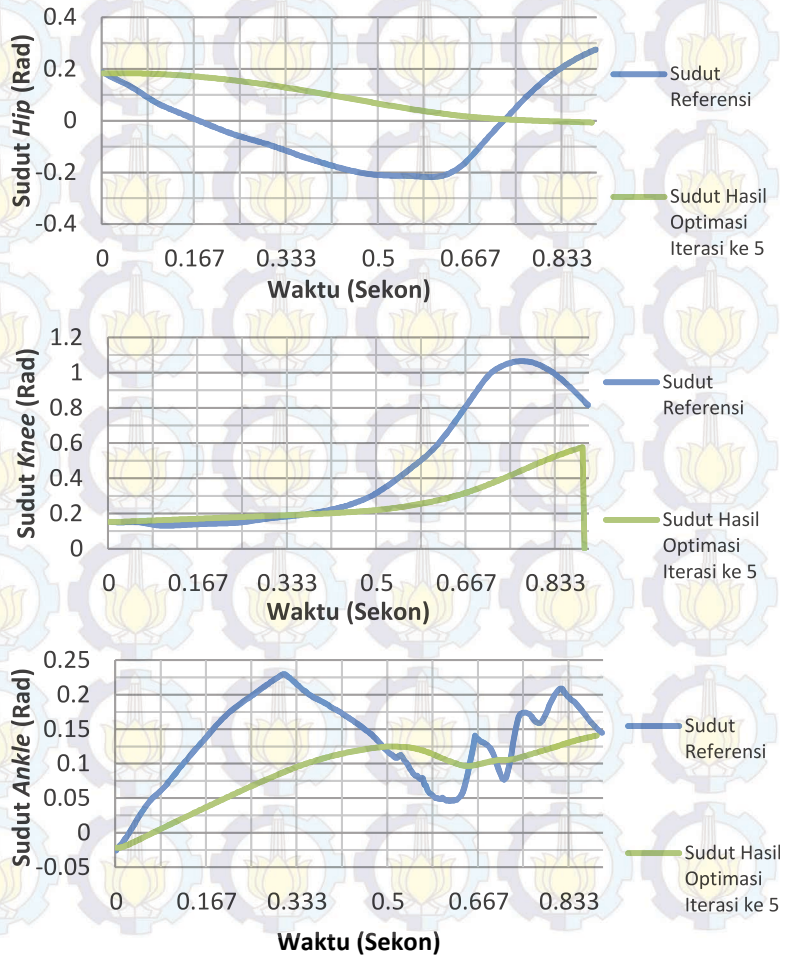 0.4
0.2
0
-0.2
-0.4
Sudut Hip (Rad)
0 0.167 0.333 0.5 0.667 0.833
Waktu (Sekon)
Sudut
Referensi
Sudut Hasil
Optimasi
Iterasi ke 5
1.2
1
0.8
0.6
0.4
0.2
0
Sudut Knee (Rad)
0 0.167 0.333 0.5 0.667 0.833
Waktu (Sekon)
Sudut
Referensi
Sudut Hasil
Optimasi
Iterasi ke 5
0.25
0.2
0.15
0.1
0.05
0
-0.05
Sudut Ankle (Rad)
0 0.167 0.333 0.5 0.667 0.833
Waktu (Sekon)
Sudut
Referensi
Sudut Hasil
Optimasi
Iterasi ke 5